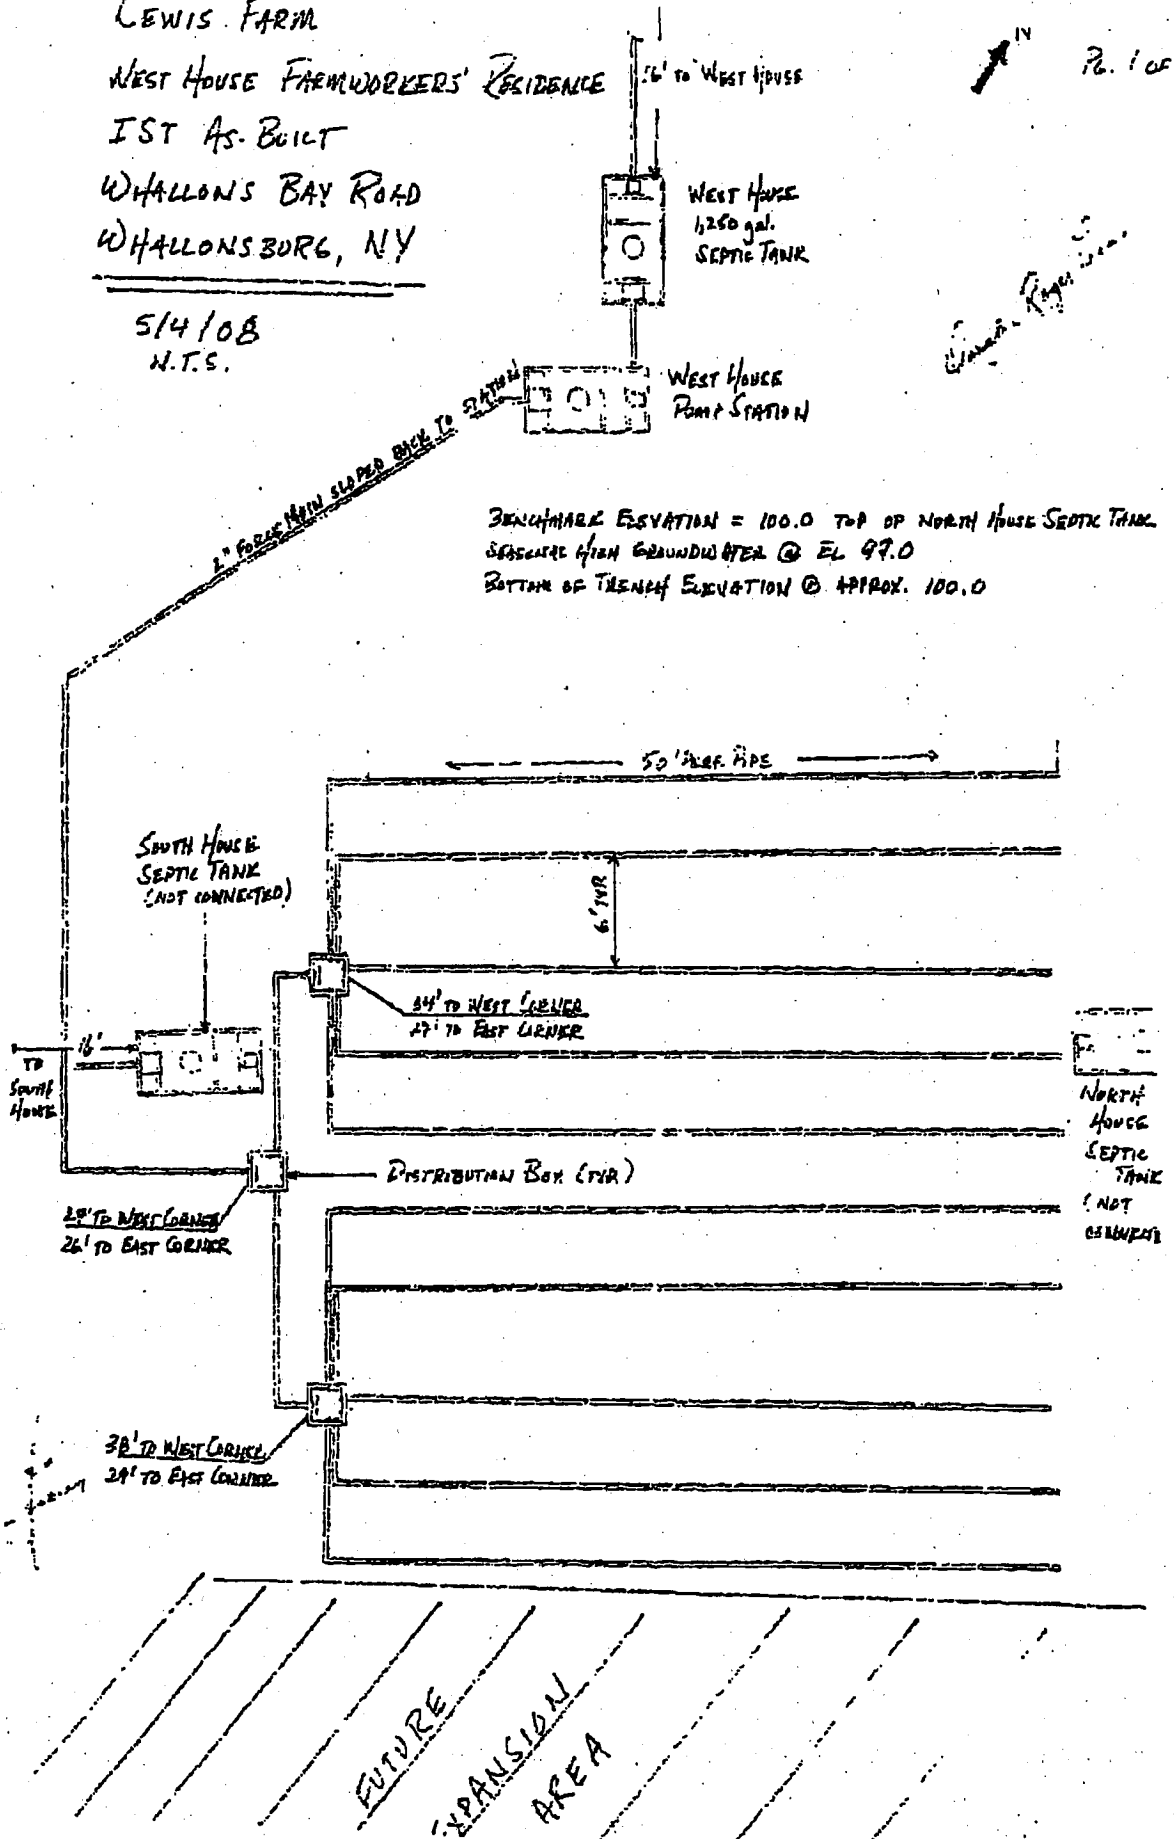 LEWIS FARM
WEST HOUSE FARMWORKERS' RESIDENCE
IST AS-BUILT
WHALLONS BAY ROAD
WHALLONSBURG, NY
5/4/08
N.T.S.
16' TO WEST HOUSE
N
PG. 1 OF
WEST HOUSE
1,250 gal.
SEPTIC TANK
WEST HOUSE
PUMP STATION
2" FORCE MAIN SLOPED BACK TO STATION
BENCHMARK ELEVATION = 100.0 TOP OF NORTH HOUSE SEPTIC TANK
SEASONAL HIGH GROUNDWATER @ EL 97.0
BOTTOM OF TRENCH ELEVATION @ APPROX. 100.0
50' PERF. PIPE
6' TYP
SOUTH HOUSE
SEPTIC TANK
(NOT CONNECTED)
34' TO WEST CORNER
27' TO EAST CORNER
16'
TO
SOUTH
HOUSE
NORTH
HOUSE
SEPTIC
TANK
(NOT
DISTRIBUTION BOX (TYP.)
TO WEST CORNER
26' TO EAST CORNER
38' TO WEST CORNER
29' TO EAST CORNER
FUTURE
EXPANSION
AREA